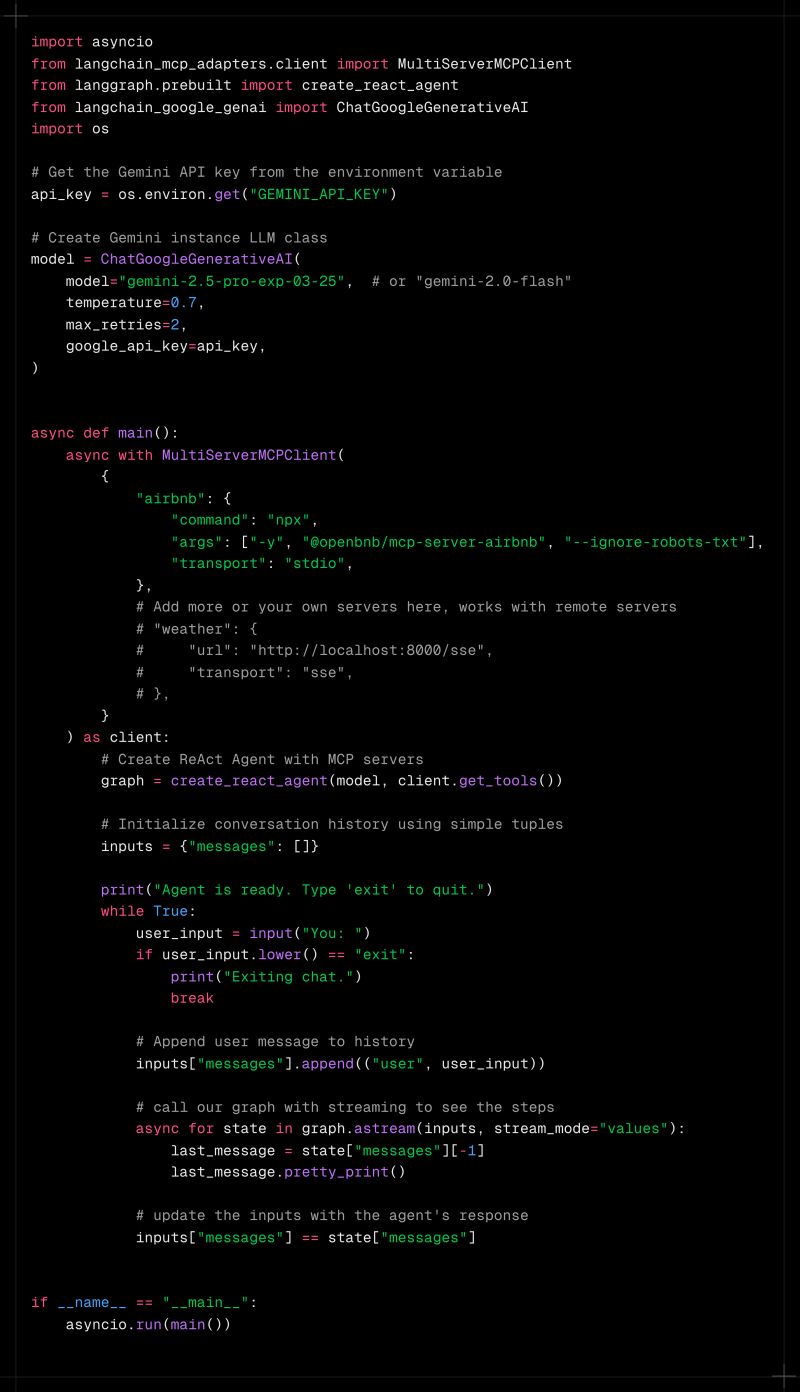 import asyncio
from langchain_mcp_adapters.client import MultiServerMCPClient
from langgraph.prebuilt import create_react_agent
from langchain_google_genai import ChatGoogleGenerativeAI
import os

# Get the Gemini API key from the environment variable
api_key = os.environ.get("GEMINI_API_KEY")

# Create Gemini instance LLM class
model = ChatGoogleGenerativeAI(
    model="gemini-2.5-pro-exp-03-25",  # or "gemini-2.0-flash"
    temperature=0.7,
    max_retries=2,
    google_api_key=api_key,
)


async def main():
    async with MultiServerMCPClient(
        {
            "airbnb": {
                "command": "npx",
                "args": ["-y", "@openbnb/mcp-server-airbnb", "--ignore-robots-txt"],
                "transport": "stdio",
            },
            # Add more or your own servers here, works with remote servers
            # "weather": {
            #     "url": "http://localhost:8000/sse",
            #     "transport": "sse",
            # },
        }
    ) as client:
        # Create ReAct Agent with MCP servers
        graph = create_react_agent(model, client.get_tools())

        # Initialize conversation history using simple tuples
        inputs = {"messages": []}

        print("Agent is ready. Type 'exit' to quit.")
        while True:
            user_input = input("You: ")
            if user_input.lower() == "exit":
                print("Exiting chat.")
                break

            # Append user message to history
            inputs["messages"].append(("user", user_input))

            # call our graph with streaming to see the steps
            async for state in graph.astream(inputs, stream_mode="values"):
                last_message = state["messages"][-1]
                last_message.pretty_print()

            # update the inputs with the agent's response
            inputs["messages"] == state["messages"]


if __name__ == "__main__":
    asyncio.run(main())